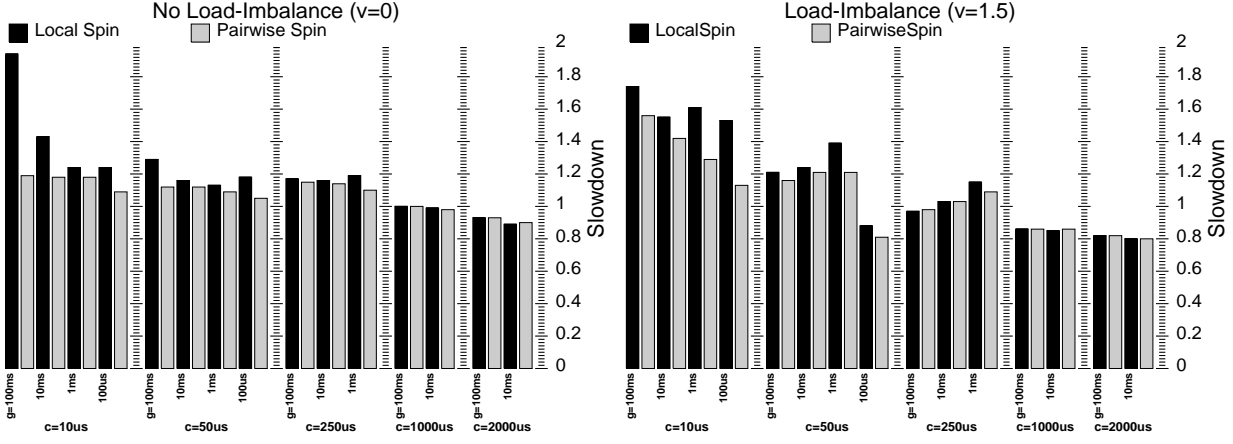 No Load-Imbalance (v=0)
Local Spin
Pairwise Spin
2
1.8
1.6
1.4
1.2
1
0.8
0.6
0.4
0.2
0
Slowdown
g=100ms
10ms
1ms
100us
g=100ms
10ms
1ms
100us
g=100ms
10ms
1ms
g=100ms
10ms
g=100ms
10ms
c=10us
c=50us
c=250us
c=1000us
c=2000us
Load-Imbalance (v=1.5)
LocalSpin
PairwiseSpin
2
1.8
1.6
1.4
1.2
1
0.8
0.6
0.4
0.2
0
Slowdown
g=100ms
10ms
1ms
100us
g=100ms
10ms
1ms
100us
g=100ms
10ms
1ms
g=100ms
10ms
g=100ms
10ms
c=10us
c=50us
c=250us
c=1000us
c=2000us